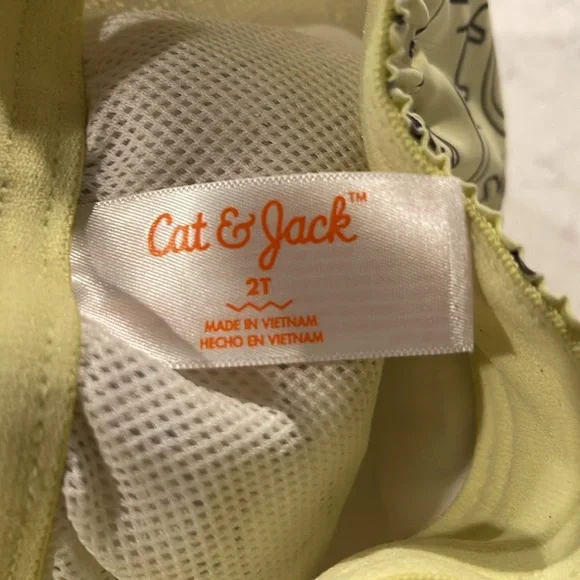 Cat & Jack™
2T
MADE IN VIETNAM
HECHO EN VIETNAM